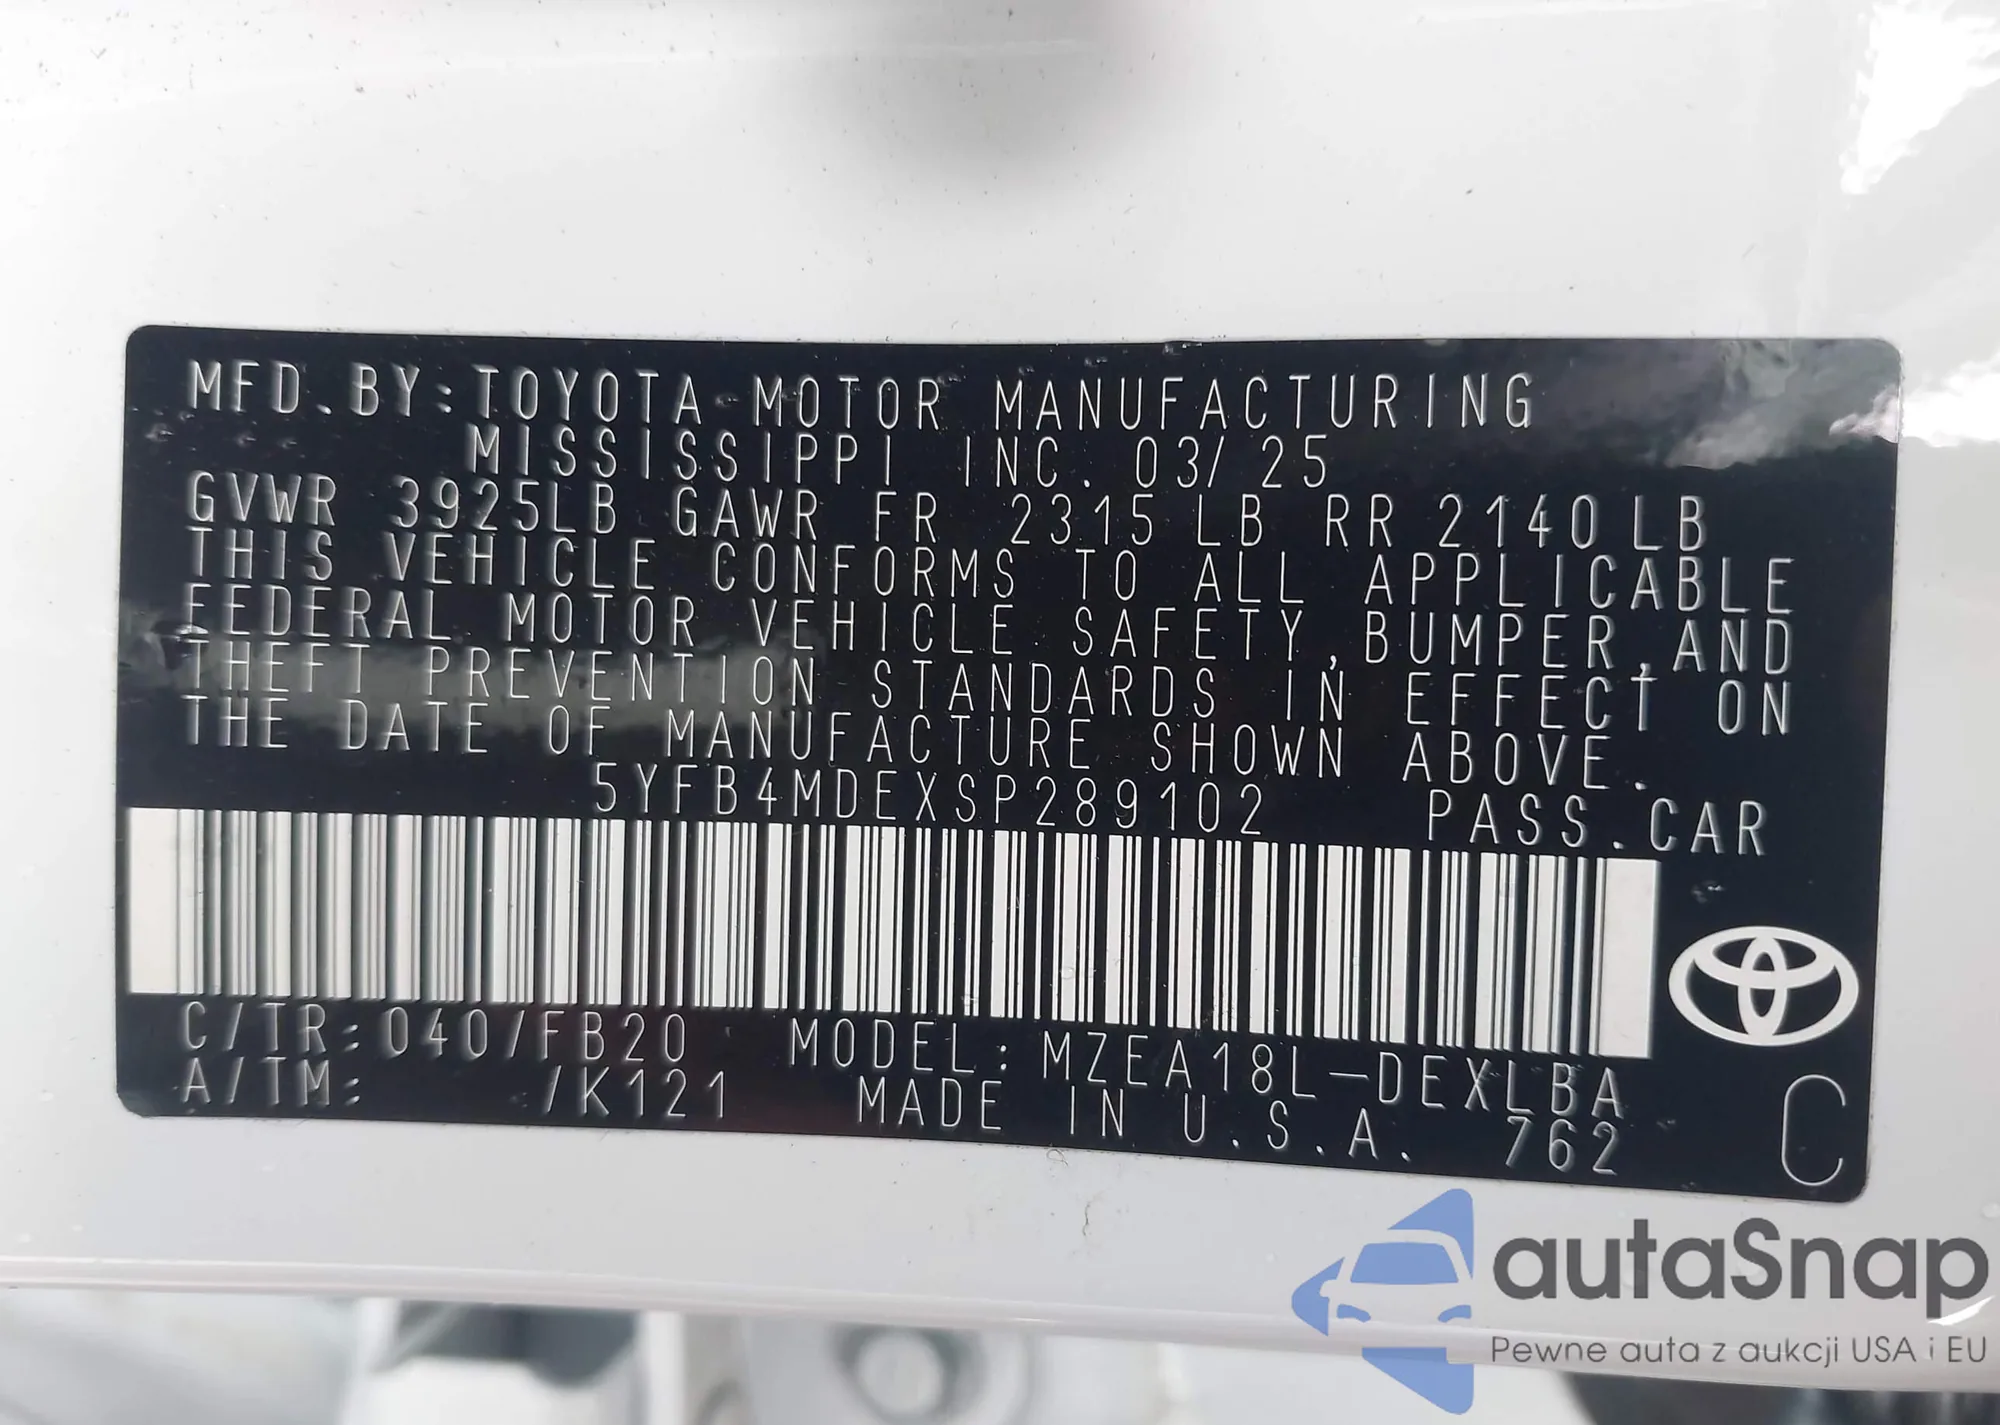 MFD.BY:TOYOTA MOTOR MANUFACTURING
MISSISSIPPI INC. 03/25
GVWR 3925LB GAWR FR 2315 LB RR 2140LB
THIS VEHICLE CONFORMS TO ALL APPLICABLE
FEDERAL MOTOR VEHICLE SAFETY,BUMPER,AND
THEFT PREVENTION STANDARDS IN EFFECT ON
THE DATE OF MANUFACTURE SHOWN ABOVE.
5YFB4MDEXSP289102 PASS.CAR
C/TR:040/FB20 MODEL:MZEA18L-DEXLBA
A/TM: /K121 MADE IN U.S.A. 762
C
autaSnap
Pewne auta z aukcji USA i EU